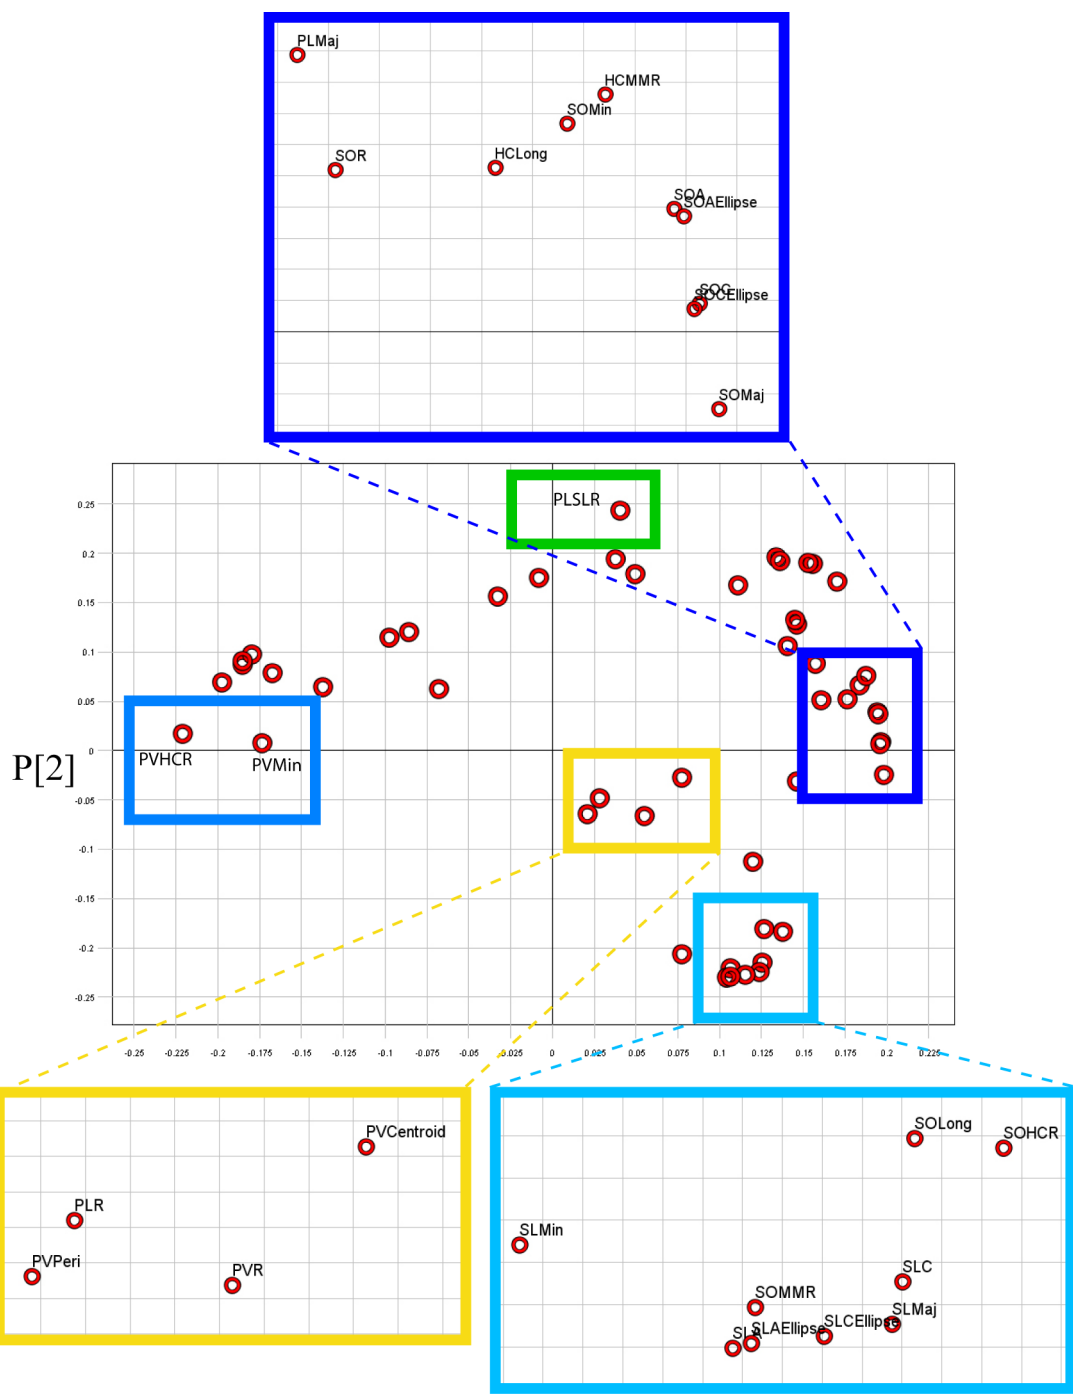 PLMaj
HCMMR
SOMin
SOR
HCLong
SOA
SOAEllipse
SOC
SOCEllipse
SOMaj
PLSLR
0.25
0.2
0.15
0.1
0.05
0
-0.05
-0.1
-0.15
-0.2
-0.25
P[2]
PVHCR
PVMin
-0.25 -0.225 -0.2 -0.175 -0.15 -0.125 -0.1 -0.075 -0.05 -0.025 0 0.025 0.05 0.075 0.1 0.125 0.15 0.175 0.2 0.225
PVCentroid
PLR
PVPeri
PVR
SOLong
SOHCR
SLMin
SLC
SOMMR
SLMaj
SLCEllipse
SLAEllipse
SLA